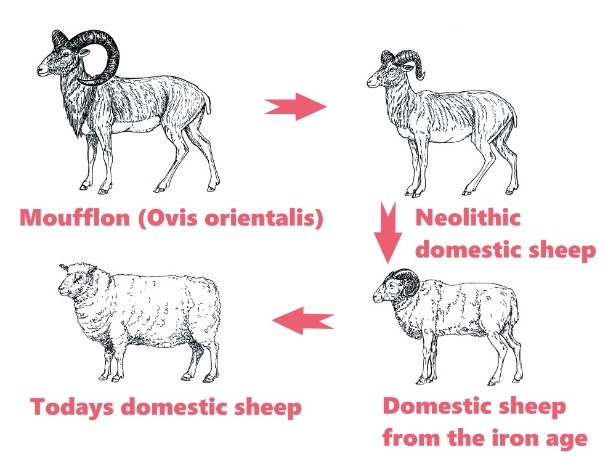 Moufflon (Ovis orientalis)
Neolithic
domestic sheep
Todays domestic sheep
Domestic sheep
from the iron age